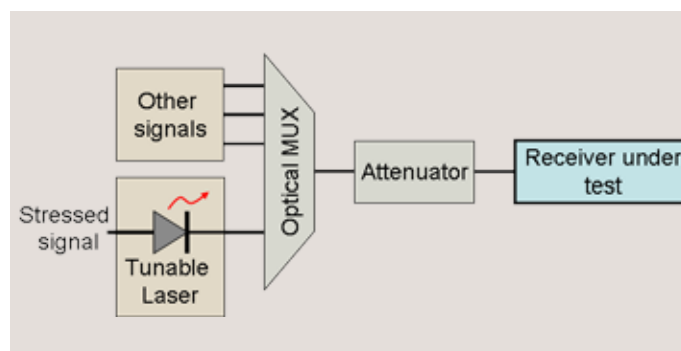 Other
signals
Optical MUX
Attenuator
Receiver under
test
Stressed
signal
Tunable
Laser